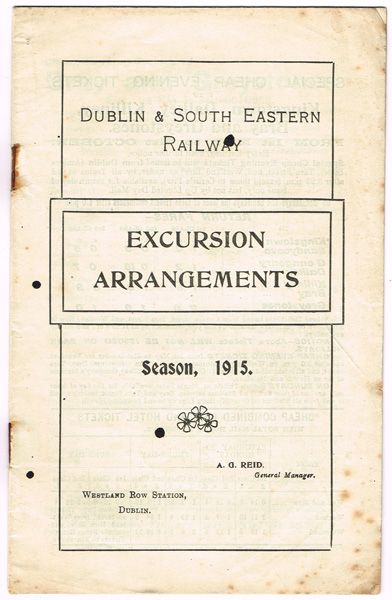 DUBLIN & SOUTH EASTERN
RAILWAY
EXCURSION
ARRANGEMENTS
Season, 1915.
A. G. REID.
General Manager.
WESTLAND ROW STATION,
DUBLIN.